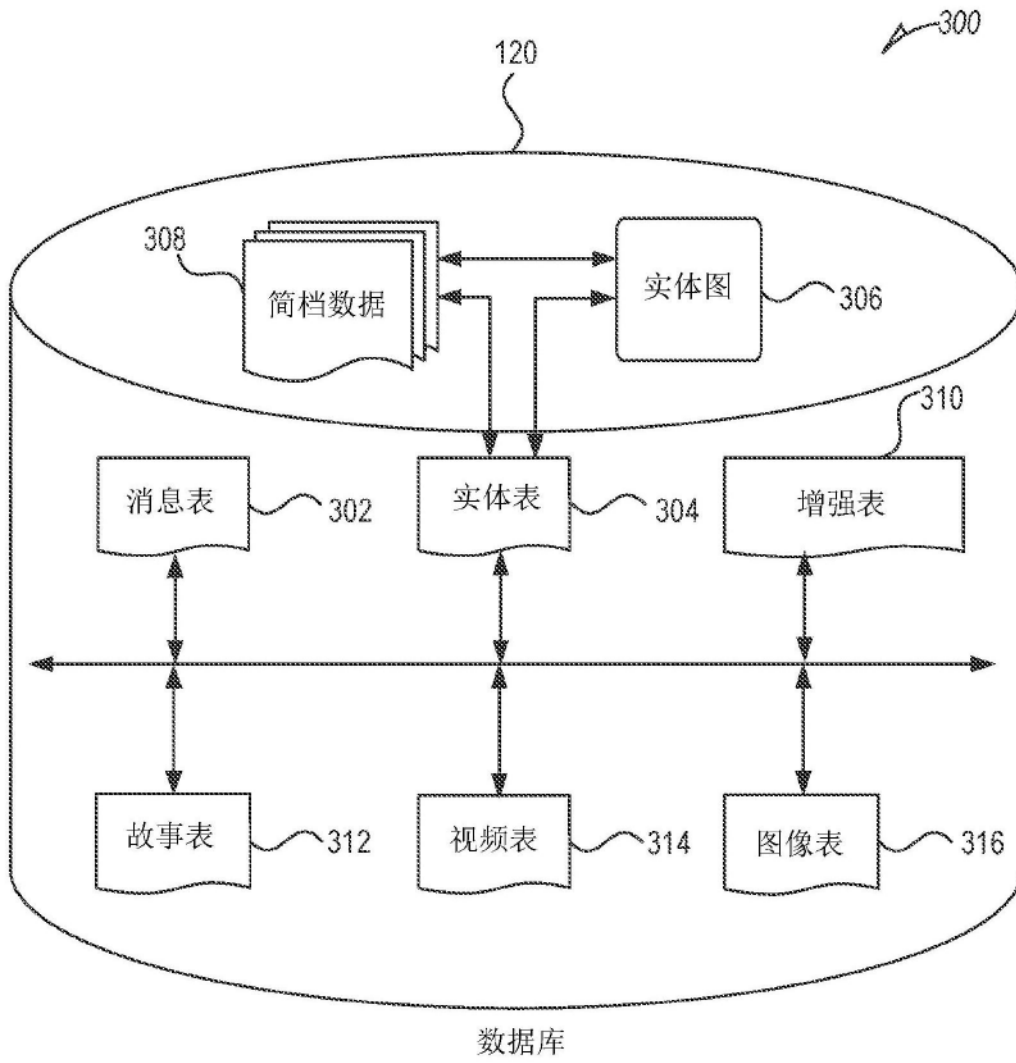 300
120
308
简档数据
实体图
306
310
消息表
302
实体表
304
增强表
故事表
312
视频表
314
图像表
316
数据库